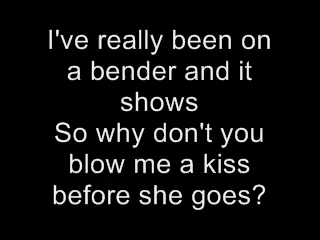 I've really been on
a bender and it
shows
So why don't you
blow me a kiss
before she goes?